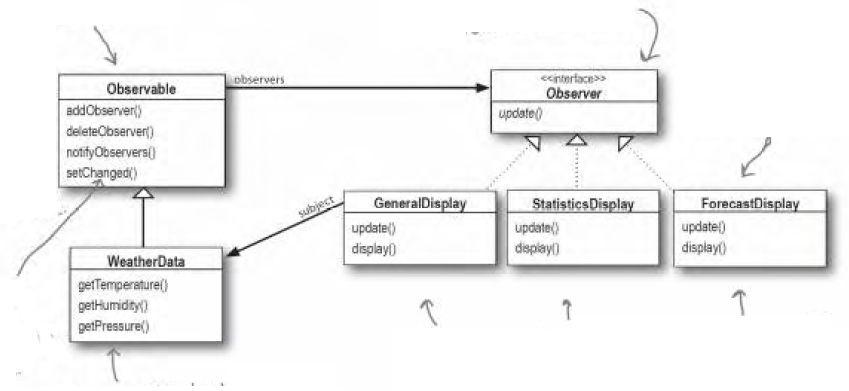 Observable
addObserver()
deleteObserver()
notifyObservers()
setChanged()
observers
<<interface>>
Observer
update()
subject
GeneralDisplay
update()
display()
StatisticsDisplay
update()
display()
ForecastDisplay
update()
display()
WeatherData
getTemperature()
getHumidity()
getPressure()